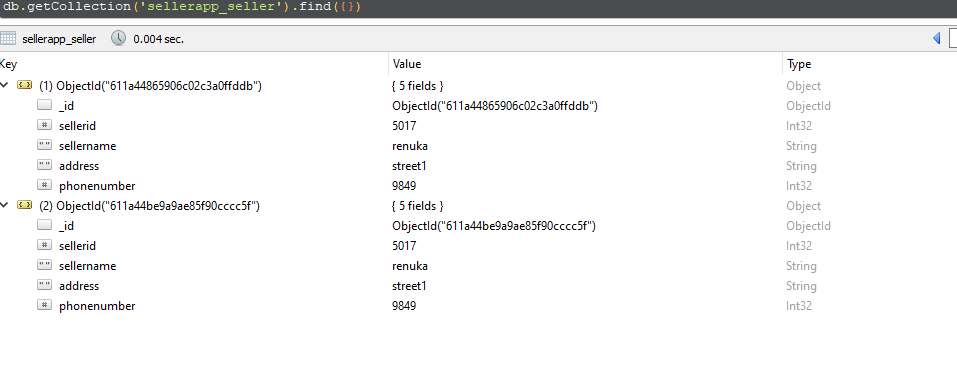 db.getCollection('sellerapp_seller').find({})
sellerapp_seller 0.004 sec.
Key Value Type
(1) ObjectId("611a44865906c02c3a0ffddb") { 5 fields } Object
_id ObjectId("611a44865906c02c3a0ffddb") ObjectId
# sellerid 5017 Int32
"" sellername renuka String
"" address street1 String
# phonenumber 9849 Int32
(2) ObjectId("611a44be9a9ae85f90cccc5f") { 5 fields } Object
_id ObjectId("611a44be9a9ae85f90cccc5f") ObjectId
# sellerid 5017 Int32
"" sellername renuka String
"" address street1 String
# phonenumber 9849 Int32